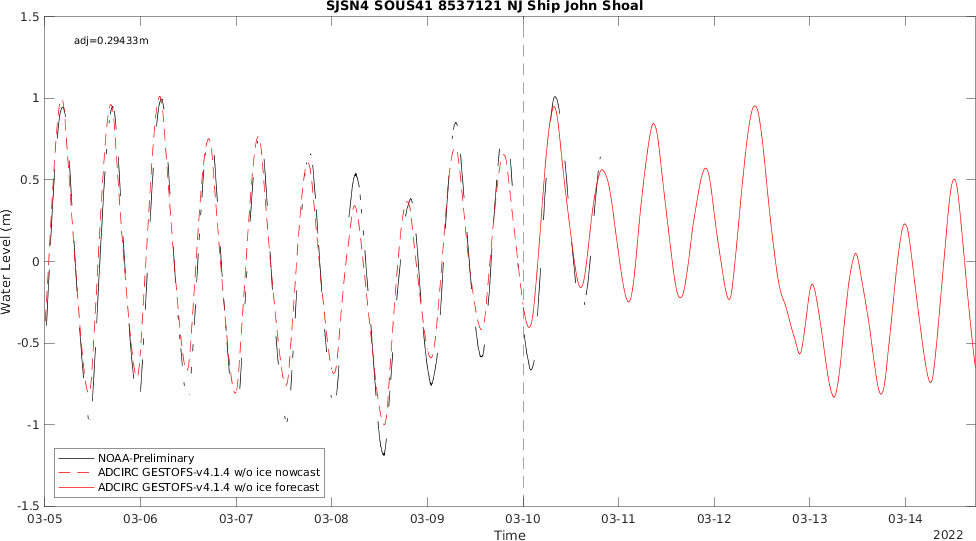 SJSN4 SOUS41 8537121 NJ Ship John Shoal
adj=0.29433m
Water Level (m)
1.5
1
0.5
0
-0.5
-1
-1.5
NOAA-Preliminary
ADCIRC GESTOFS-v4.1.4 w/o ice nowcast
ADCIRC GESTOFS-v4.1.4 w/o ice forecast
03-05 03-06 03-07 03-08 03-09 03-10 03-11 03-12 03-13 03-14
Time
2022